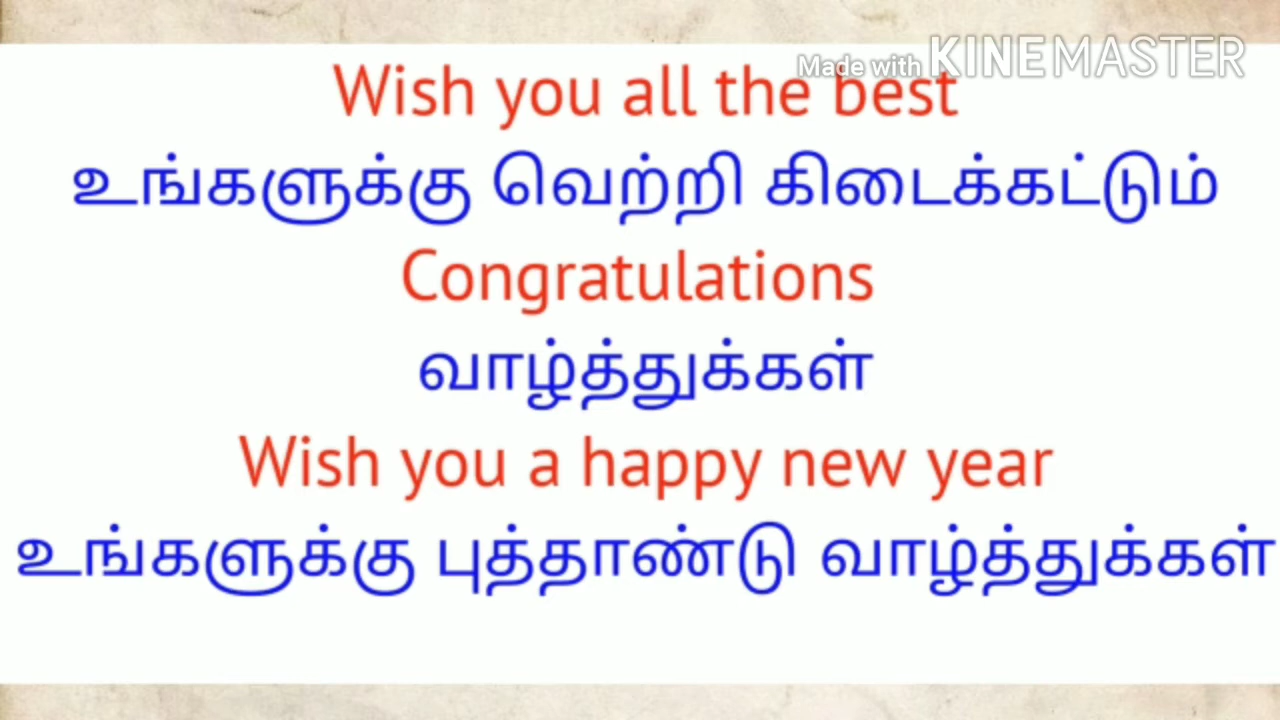 Made with KINEMASTER
Wish you all the best
உங்களுக்கு வெற்றி கிடைக்கட்டும்
Congratulations
வாழ்த்துக்கள்
Wish you a happy new year
உங்களுக்கு புத்தாண்டு வாழ்த்துக்கள்